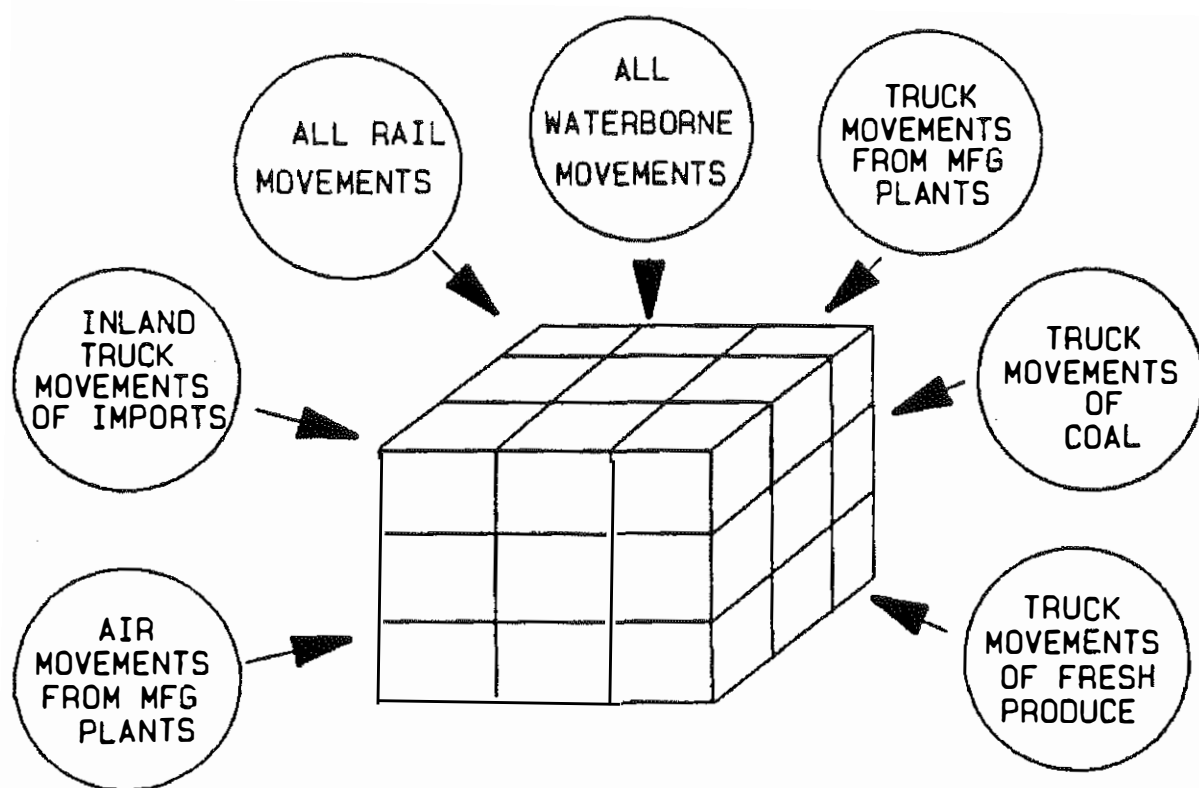 ALL RAIL
MOVEMENTS
ALL
WATERBORNE
MOVEMENTS
TRUCK
MOVEMENTS
FROM MFG
PLANTS
INLAND
TRUCK
MOVEMENTS
OF IMPORTS
TRUCK
MOVEMENTS
OF
COAL
AIR
MOVEMENTS
FROM MFG
PLANTS
TRUCK
MOVEMENTS
OF FRESH
PRODUCE